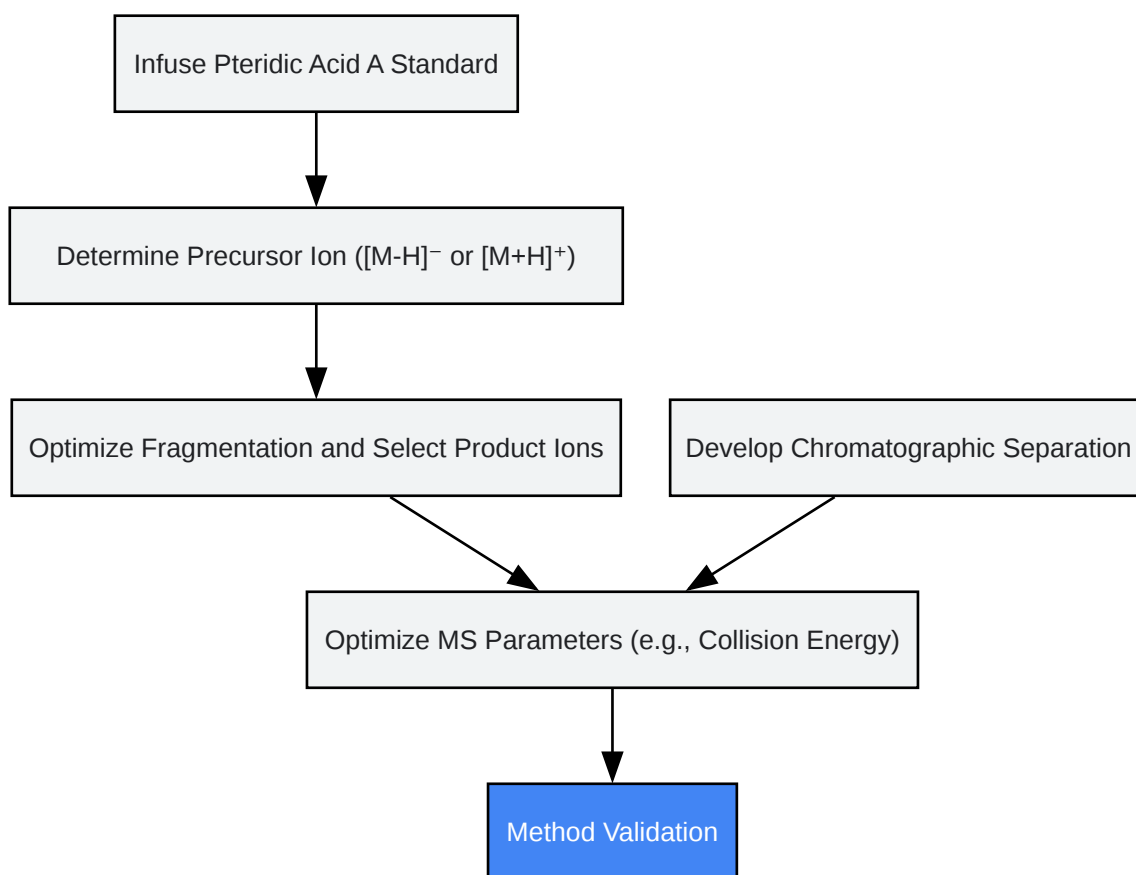 Infuse Pteridic Acid A Standard
Determine Precursor Ion ([M-H]⁻ or [M+H]⁺)
Optimize Fragmentation and Select Product Ions
Develop Chromatographic Separation
Optimize MS Parameters (e.g., Collision Energy)
Method Validation